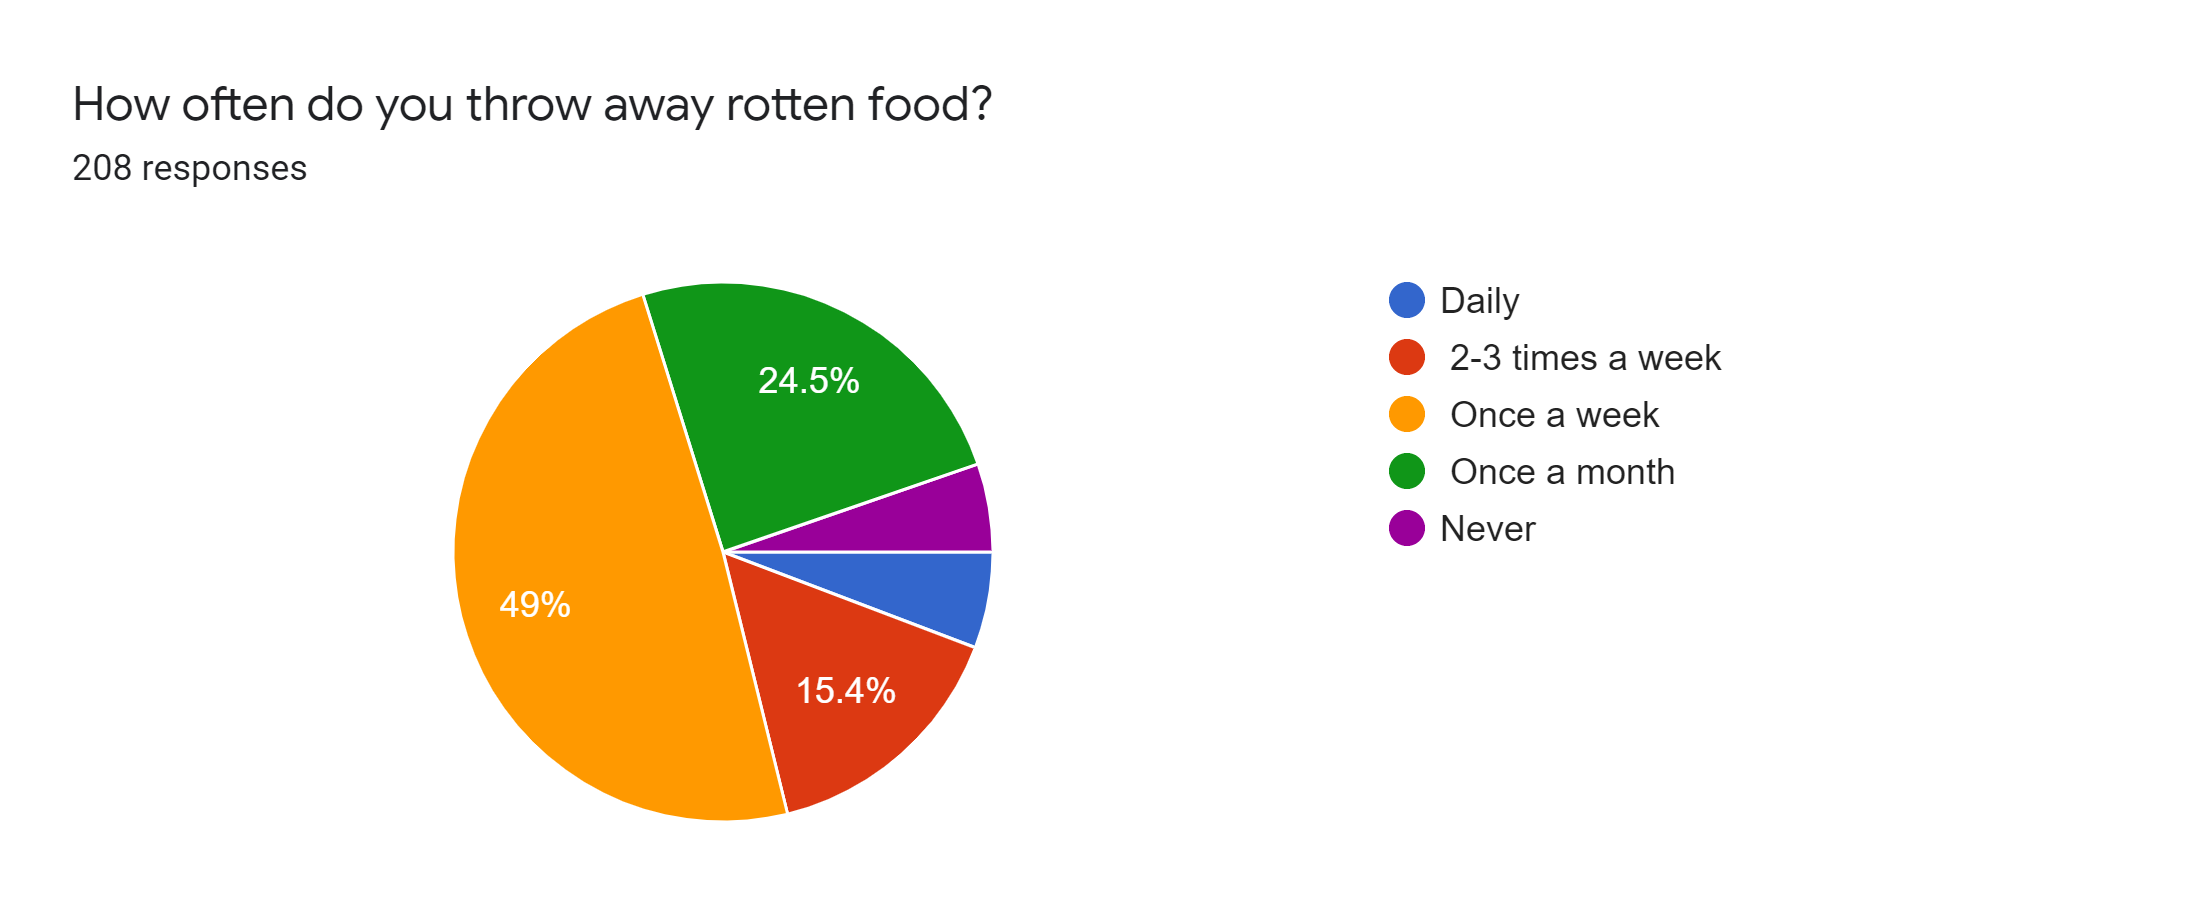 How often do you throw away rotten food?
208 responses
24.5%
49%
15.4%
Daily
2-3 times a week
Once a week
Once a month
Never